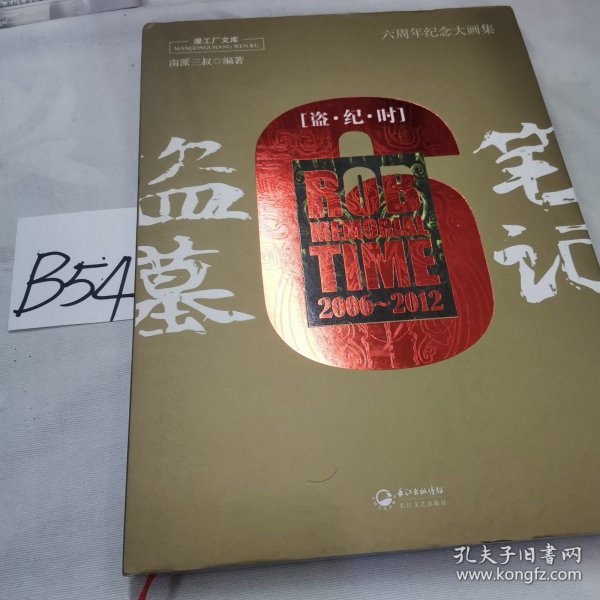 漫工厂文库
MANGONGCHANG WEN KU
南派三叔◎编著
六周年纪念大画集
[盗·纪·时]
盗墓
笔记
ROB
MEMORIAL
TIME
2006~2012
B54
长江出版传媒
长江文艺出版社
孔夫子旧书网
www.kongfz.com